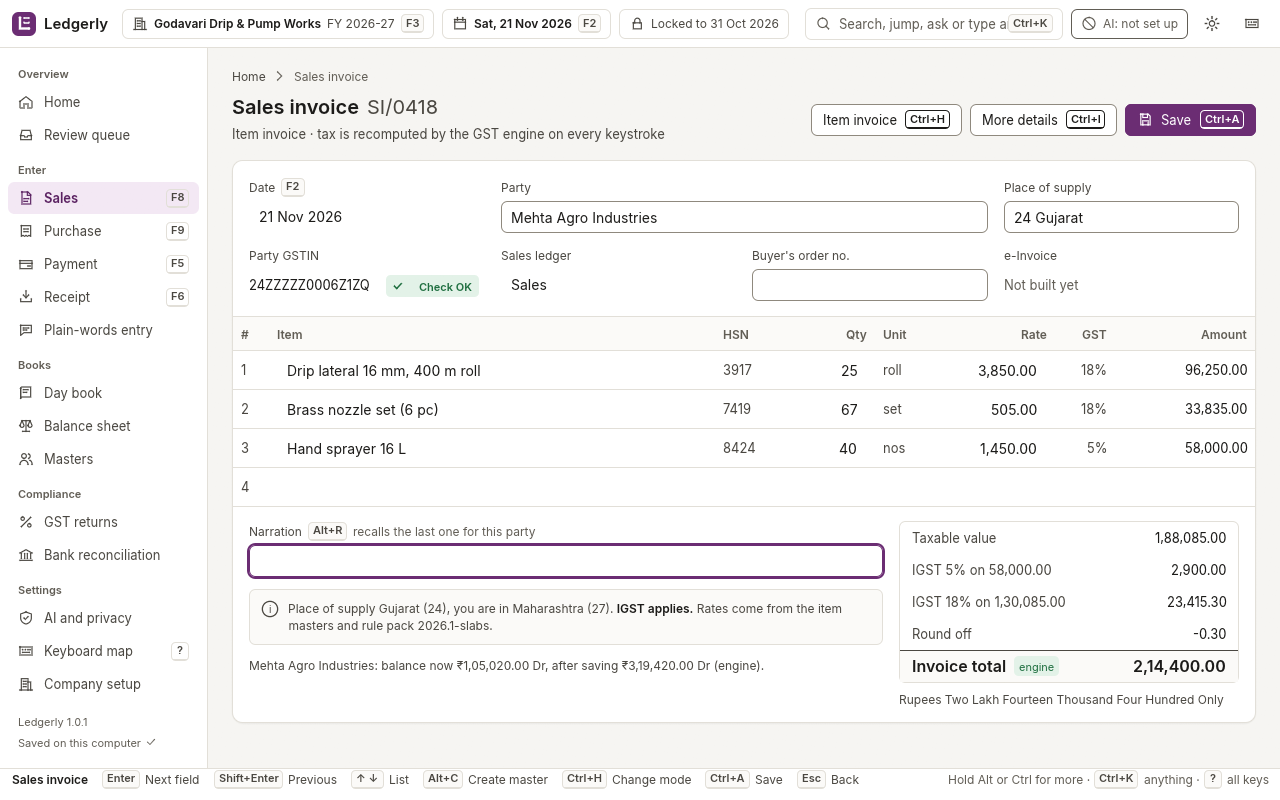 Ledgerly
Godavari Drip & Pump Works FY 2026-27 F3
Sat, 21 Nov 2026 F2
Locked to 31 Oct 2026
Search, jump, ask or type a Ctrl+K
AI: not set up
Overview
Home
Review queue
Enter
Sales F8
Purchase F9
Payment F5
Receipt F6
Plain-words entry
Books
Day book
Balance sheet
Masters
Compliance
GST returns
Bank reconciliation
Settings
AI and privacy
Keyboard map ?
Company setup
Ledgerly 1.0.1
Saved on this computer
Home Sales invoice
Sales invoice SI/0418
Item invoice · tax is recomputed by the GST engine on every keystroke
Item invoice Ctrl+H
More details Ctrl+I
Save Ctrl+A
Date F2 Party Place of supply
21 Nov 2026 Mehta Agro Industries 24 Gujarat
Party GSTIN Sales ledger Buyer's order no. e-Invoice
24ZZZZZ0006Z1ZQ Check OK Sales Not built yet
# Item HSN Qty Unit Rate GST Amount
1 Drip lateral 16 mm, 400 m roll 3917 25 roll 3,850.00 18% 96,250.00
2 Brass nozzle set (6 pc) 7419 67 set 505.00 18% 33,835.00
3 Hand sprayer 16 L 8424 40 nos 1,450.00 5% 58,000.00
4
Narration Alt+R recalls the last one for this party
Place of supply Gujarat (24), you are in Maharashtra (27). IGST applies. Rates come from the item
masters and rule pack 2026.1-slabs.
Mehta Agro Industries: balance now ₹1,05,020.00 Dr, after saving ₹3,19,420.00 Dr (engine).
Taxable value 1,88,085.00
IGST 5% on 58,000.00 2,900.00
IGST 18% on 1,30,085.00 23,415.30
Round off -0.30
Invoice total engine 2,14,400.00
Rupees Two Lakh Fourteen Thousand Four Hundred Only
Sales invoice Enter Next field Shift+Enter Previous ↑ ↓ List Alt+C Create master Ctrl+H Change mode Ctrl+A Save Esc Back Hold Alt or Ctrl for more · Ctrl+K anything · ? all keys